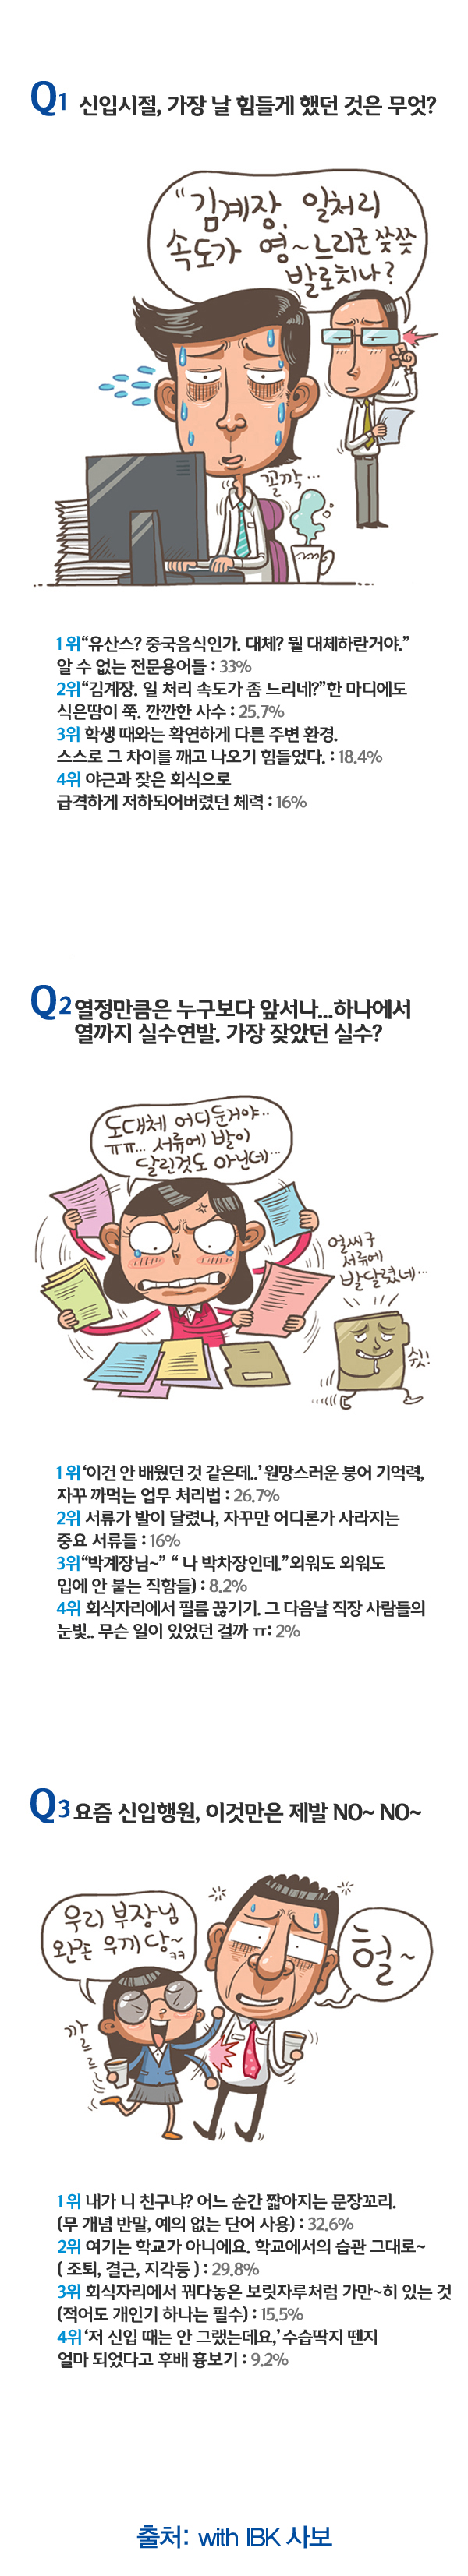 Q1 신입시절, 가장 날 힘들게 했던 것은 무엇?
“김계장, 일처리
속도가 영~느리군 쯧쯧
발로치나?
꼴깍…
1위“유산스? 중국음식인가. 대체? 뭘 대체하란거야.”
알 수 없는 전문용어들 : 33%
2위“김계장. 일 처리 속도가 좀 느리네?”한 마디에도
식은땀이 쭉. 깐깐한 사수 : 25.7%
3위 학생 때와는 확연하게 다른 주변 환경.
스스로 그 차이를 깨고 나오기 힘들었다. : 18.4%
4위 야근과 잦은 회식으로
급격하게 저하되어버렸던 체력 : 16%
Q2 열정만큼은 누구보다 앞서나...하나에서
열까지 실수연발. 가장 잦았던 실수?
도대체 어디둔거야..
ㅠㅠ... 서류에 발이
달린것도 아닌데…
얼씨구
서류에
발달렸네…
쉿!
1위 ‘이건 안 배웠던 것 같은데..’ 원망스러운 붕어 기억력,
자꾸 까먹는 업무 처리법 : 26.7%
2위 서류가 발이 달렸나, 자꾸만 어디론가 사라지는
중요 서류들 : 16%
3위“박계장님~” “ 나 박차장인데.”외워도 외워도
입에 안 붙는 직함들) : 8.2%
4위 회식자리에서 필름 끊기기. 그 다음날 직장 사람들의
눈빛.. 무슨 일이 있었던 걸까 ㅠ: 2%
Q3 요즘 신입행원, 이것만은 제발 NO~ NO~
우리 부장님
완존 우끼당~
ㅋㅋ
헐~
까르르르
1위 내가 니 친구냐? 어느 순간 짧아지는 문장꼬리.
(무 개념 반말, 예의 없는 단어 사용) : 32.6%
2위 여기는 학교가 아니에요. 학교에서의 습관 그대로~
( 조퇴, 결근, 지각등 ) : 29.8%
3위 회식자리에서 꿔다놓은 보릿자루처럼 가만~히 있는 것
(적어도 개인기 하나는 필수) : 15.5%
4위 ‘저 신입 때는 안 그랬는데요,’ 수습딱지 뗀지
얼마 되었다고 후배 흉보기 : 9.2%
출처: with IBK 사보